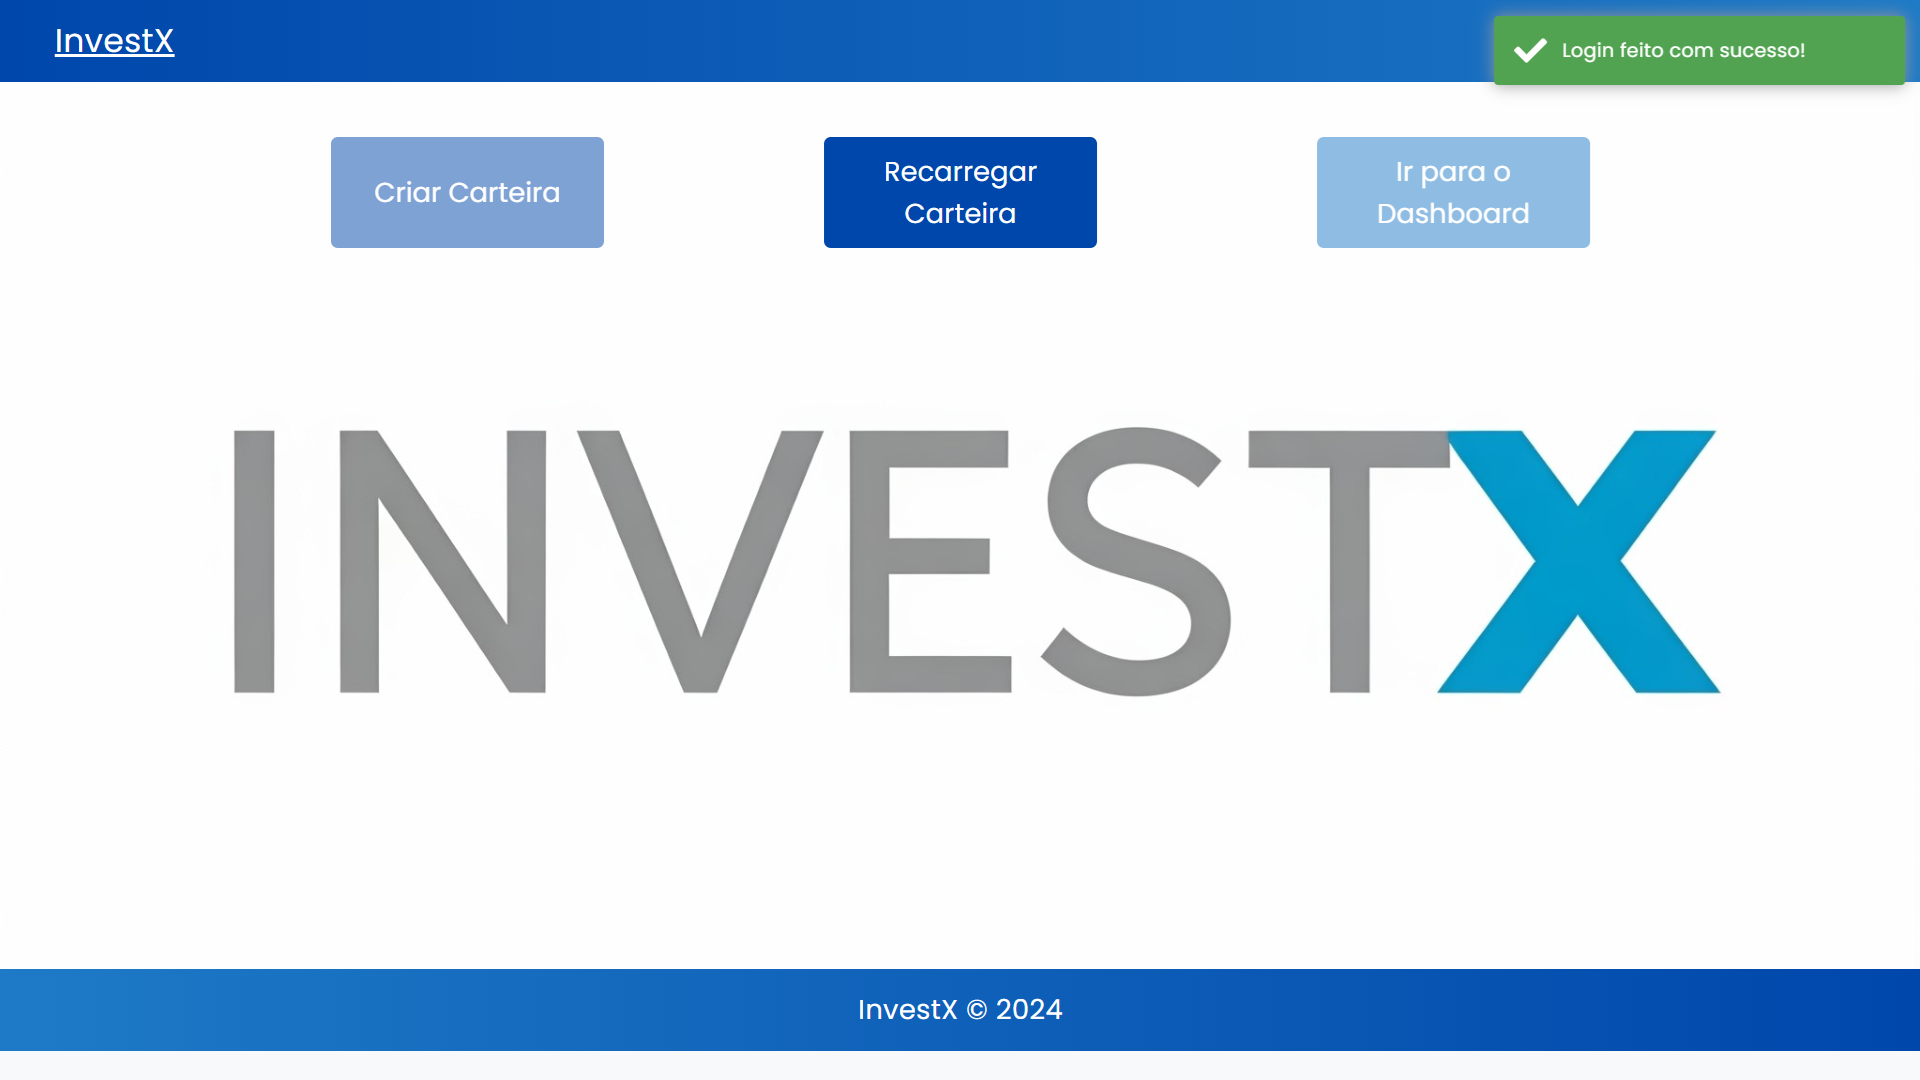 InvestX
Login feito com sucesso!
Criar Carteira
Recarregar
Carteira
Ir para o
Dashboard
INVESTX
InvestX © 2024